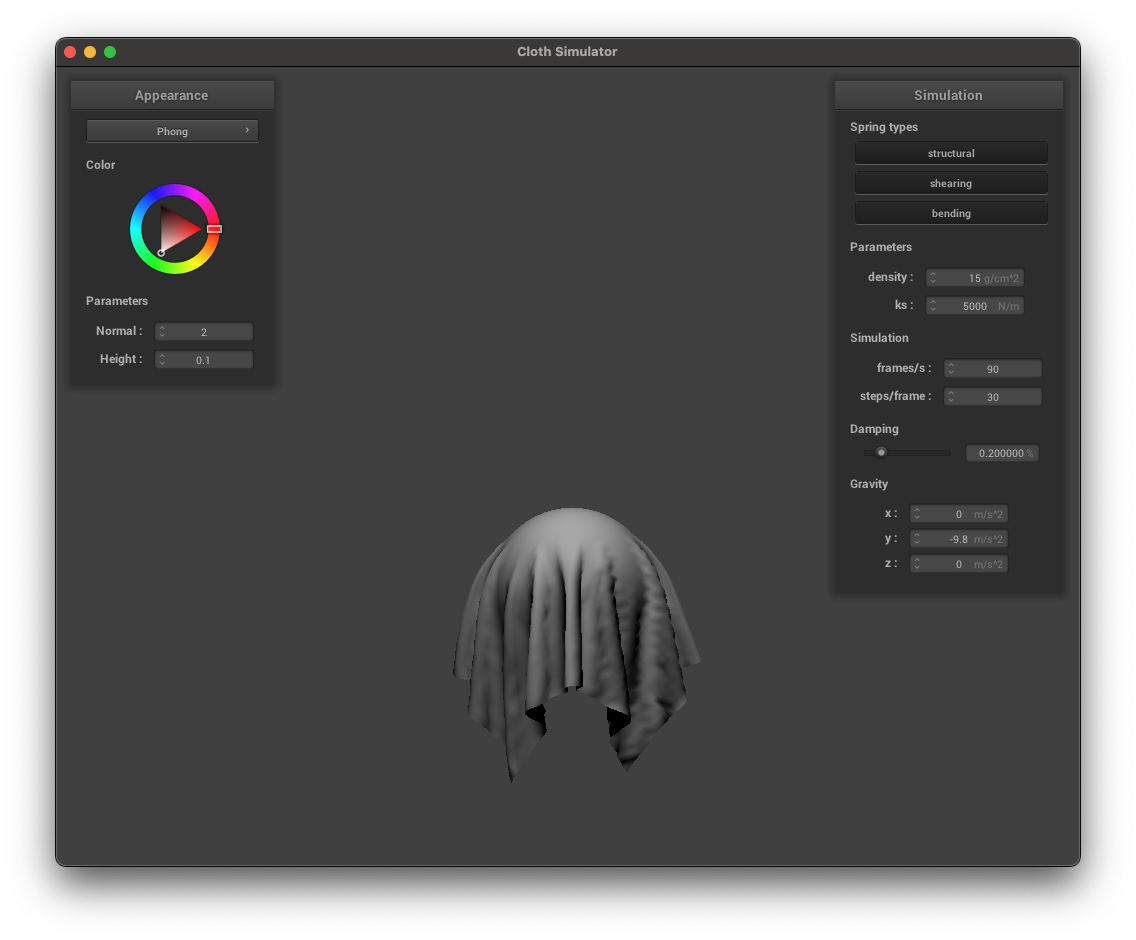 Cloth Simulator
Appearance
Phong ›
Color
Parameters
Normal : 2
Height : 0.1
Simulation
Spring types
structural
shearing
bending
Parameters
density : 15 g/cm^2
ks : 5000 N/m
Simulation
frames/s : 90
steps/frame : 30
Damping
0.200000 %
Gravity
x : 0 m/s^2
y : -9.8 m/s^2
z : 0 m/s^2